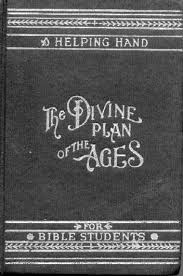 A HELPING HAND
The DIVINE
PLAN
OF THE AGES
FOR
BIBLE STUDENTS